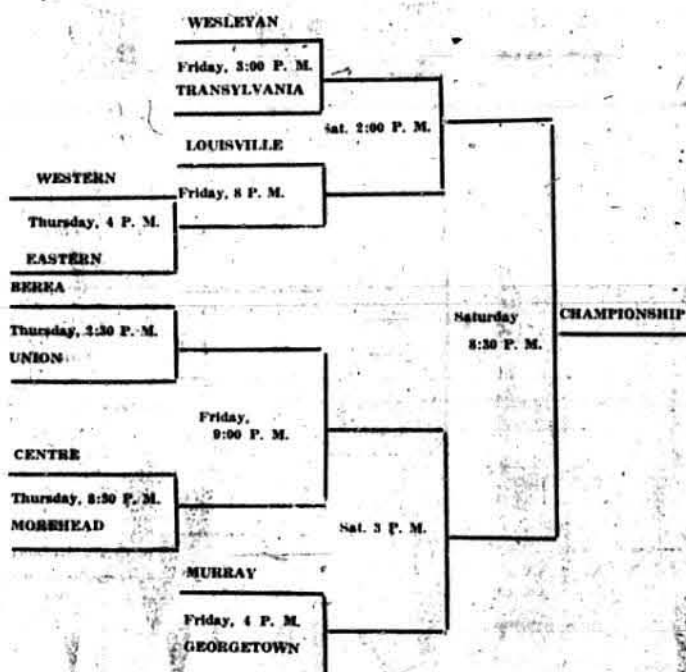 WESLEYAN
Friday, 3:00 P. M.
TRANSYLVANIA
Sat. 2:00 P. M.
LOUISVILLE
WESTERN
Friday, 8 P. M.
Thursday, 4 P. M.
EASTERN
BEREA
Thursday, 2:30 P. M.
UNION
Saturday
8:30 P. M.
CHAMPIONSHIP
Friday,
9:00 P. M.
CENTRE
Thursday, 8:30 P. M.
MOREHEAD
Sat. 3 P. M.
MURRAY
Friday, 4 P. M.
GEORGETOWN